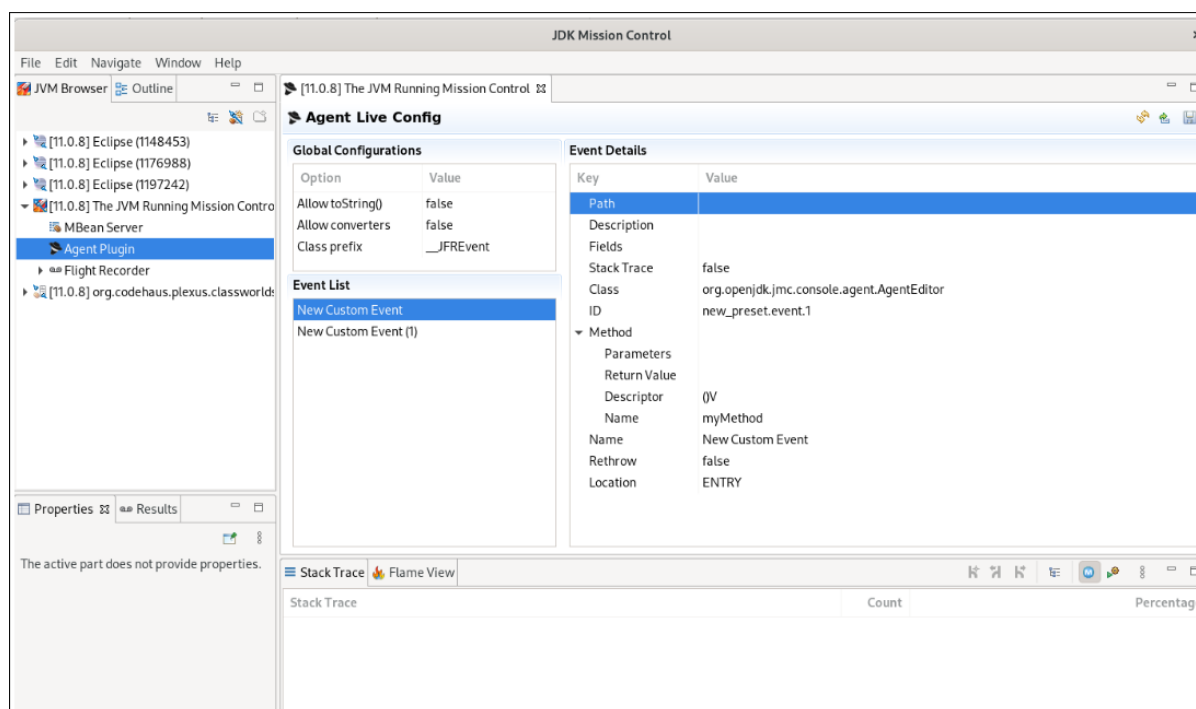 JDK Mission Control
File Edit Navigate Window Help
JVM Browser Outline
[11.0.8] Eclipse (1148453)
[11.0.8] Eclipse (1176988)
[11.0.8] Eclipse (1197242)
[11.0.8] The JVM Running Mission Contro
MBean Server
Agent Plugin
Flight Recorder
[11.0.8] org.codehaus.plexus.classworlds
[11.0.8] The JVM Running Mission Control
Agent Live Config
Global Configurations
Option Value
Allow toString() false
Allow converters false
Class prefix __JFREvent
Event List
New Custom Event
New Custom Event (1)
Event Details
Key Value
Path
Description
Fields
Stack Trace false
Class org.openjdk.jmc.console.agent.AgentEditor
ID new_preset.event.1
Method
Parameters
Return Value
Descriptor ()V
Name myMethod
Name New Custom Event
Rethrow false
Location ENTRY
Properties Results
The active part does not provide properties.
Stack Trace Flame View
Stack Trace Count Percentag